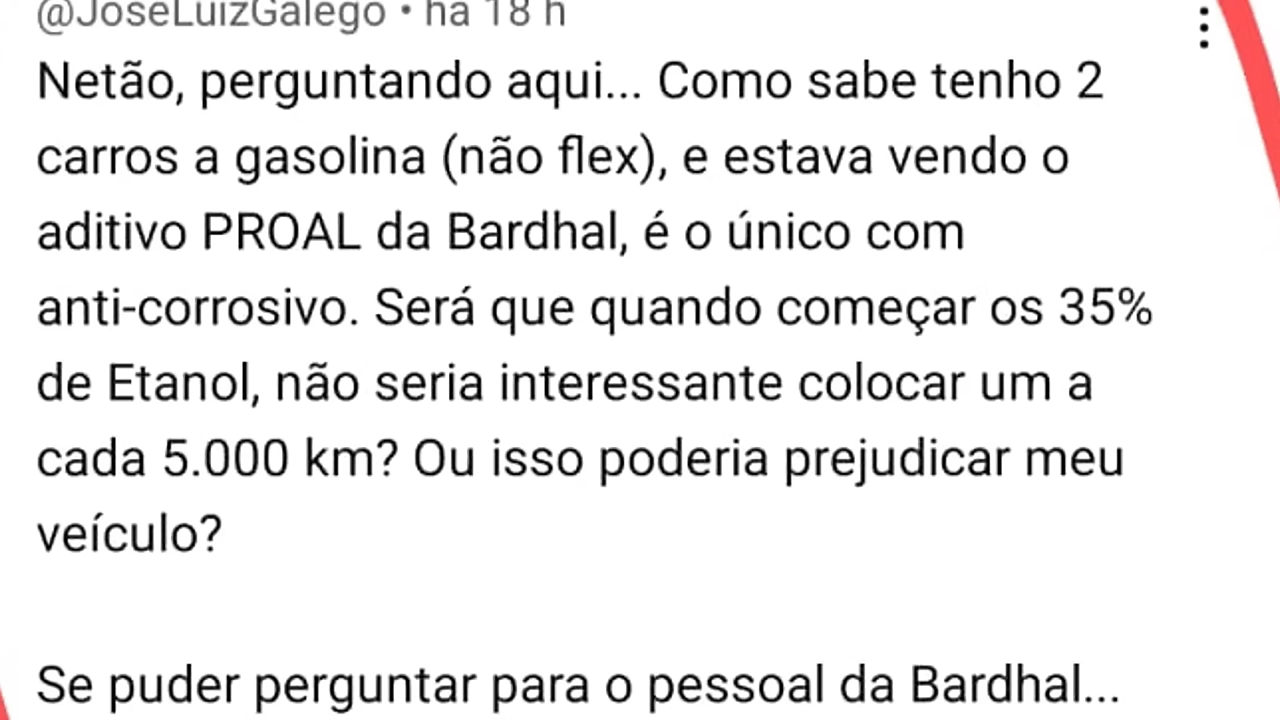 @JoseLuizGalego • há 18 h
Netão, perguntando aqui... Como sabe tenho 2
carros a gasolina (não flex), e estava vendo o
aditivo PROAL da Bardhal, é o único com
anti-corrosivo. Será que quando começar os 35%
de Etanol, não seria interessante colocar um a
cada 5.000 km? Ou isso poderia prejudicar meu
veículo?
Se puder perguntar para o pessoal da Bardhal...